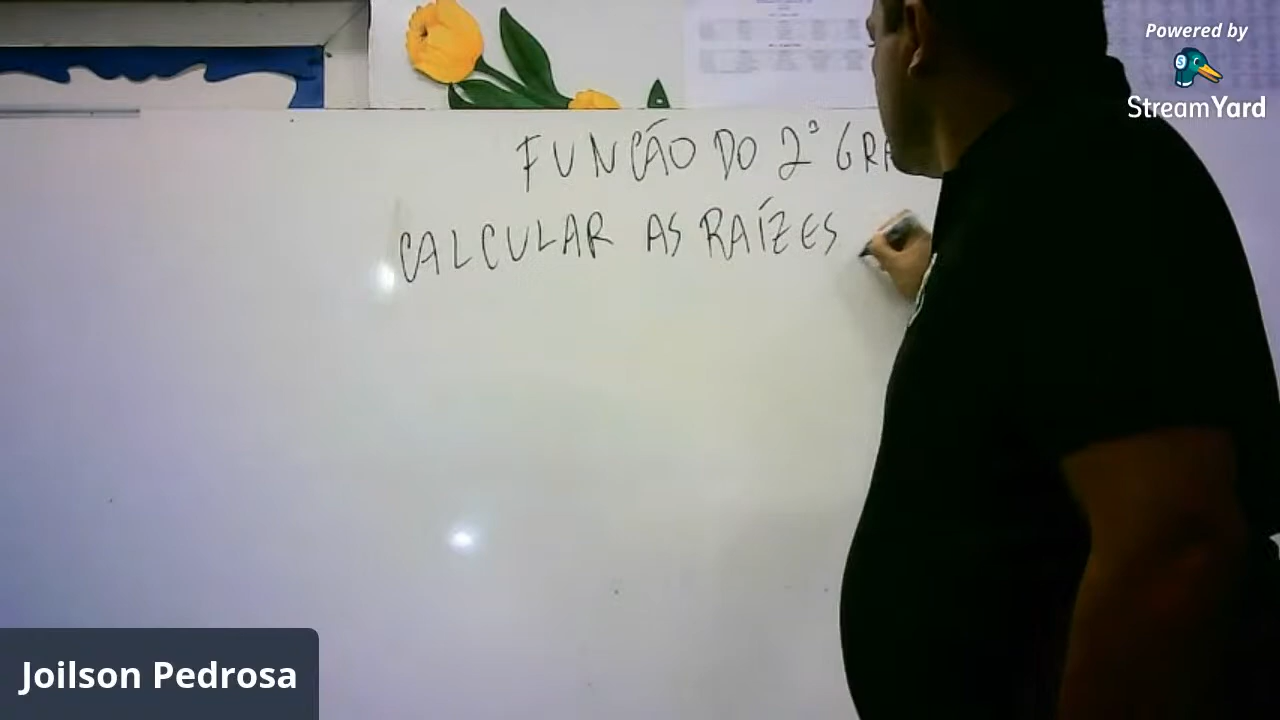 Powered by
StreamYard
FUNÇÃO DO 2º GRA
CALCULAR AS RAÍZES
Joilson Pedrosa